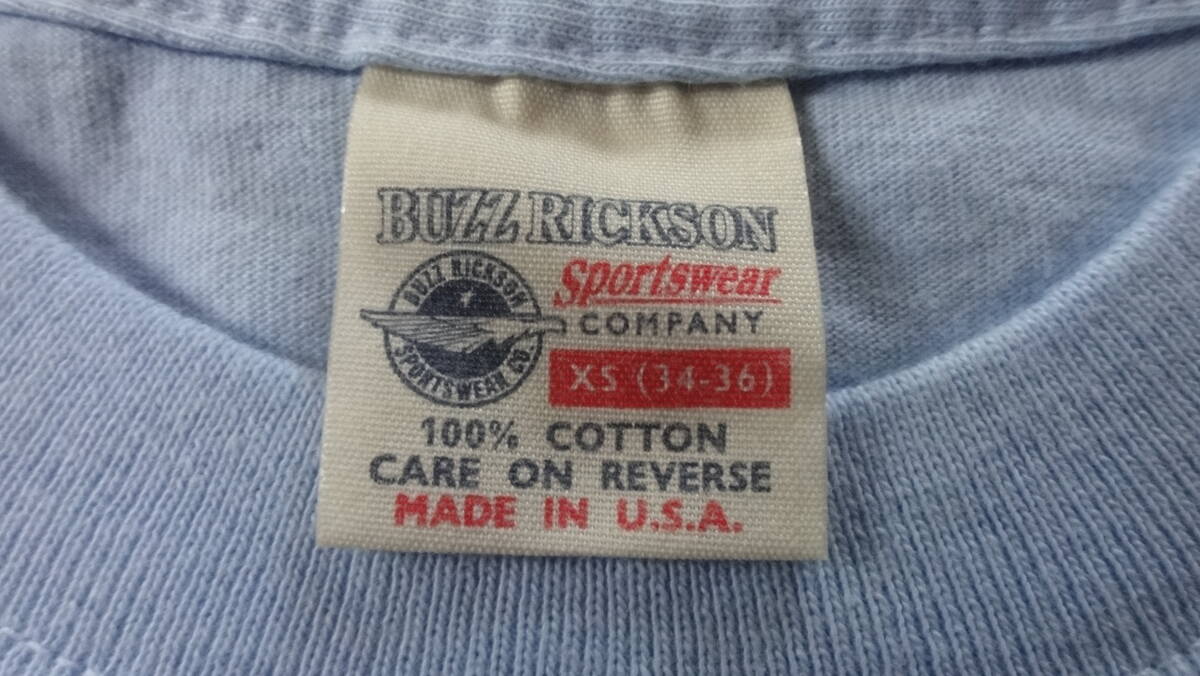 BUZZ RICKSON
Sportswear
COMPANY
BUZZ RICKSON
SPORTSWEAR CO.
XS (34-36)
100% COTTON
CARE ON REVERSE
MADE IN U.S.A.